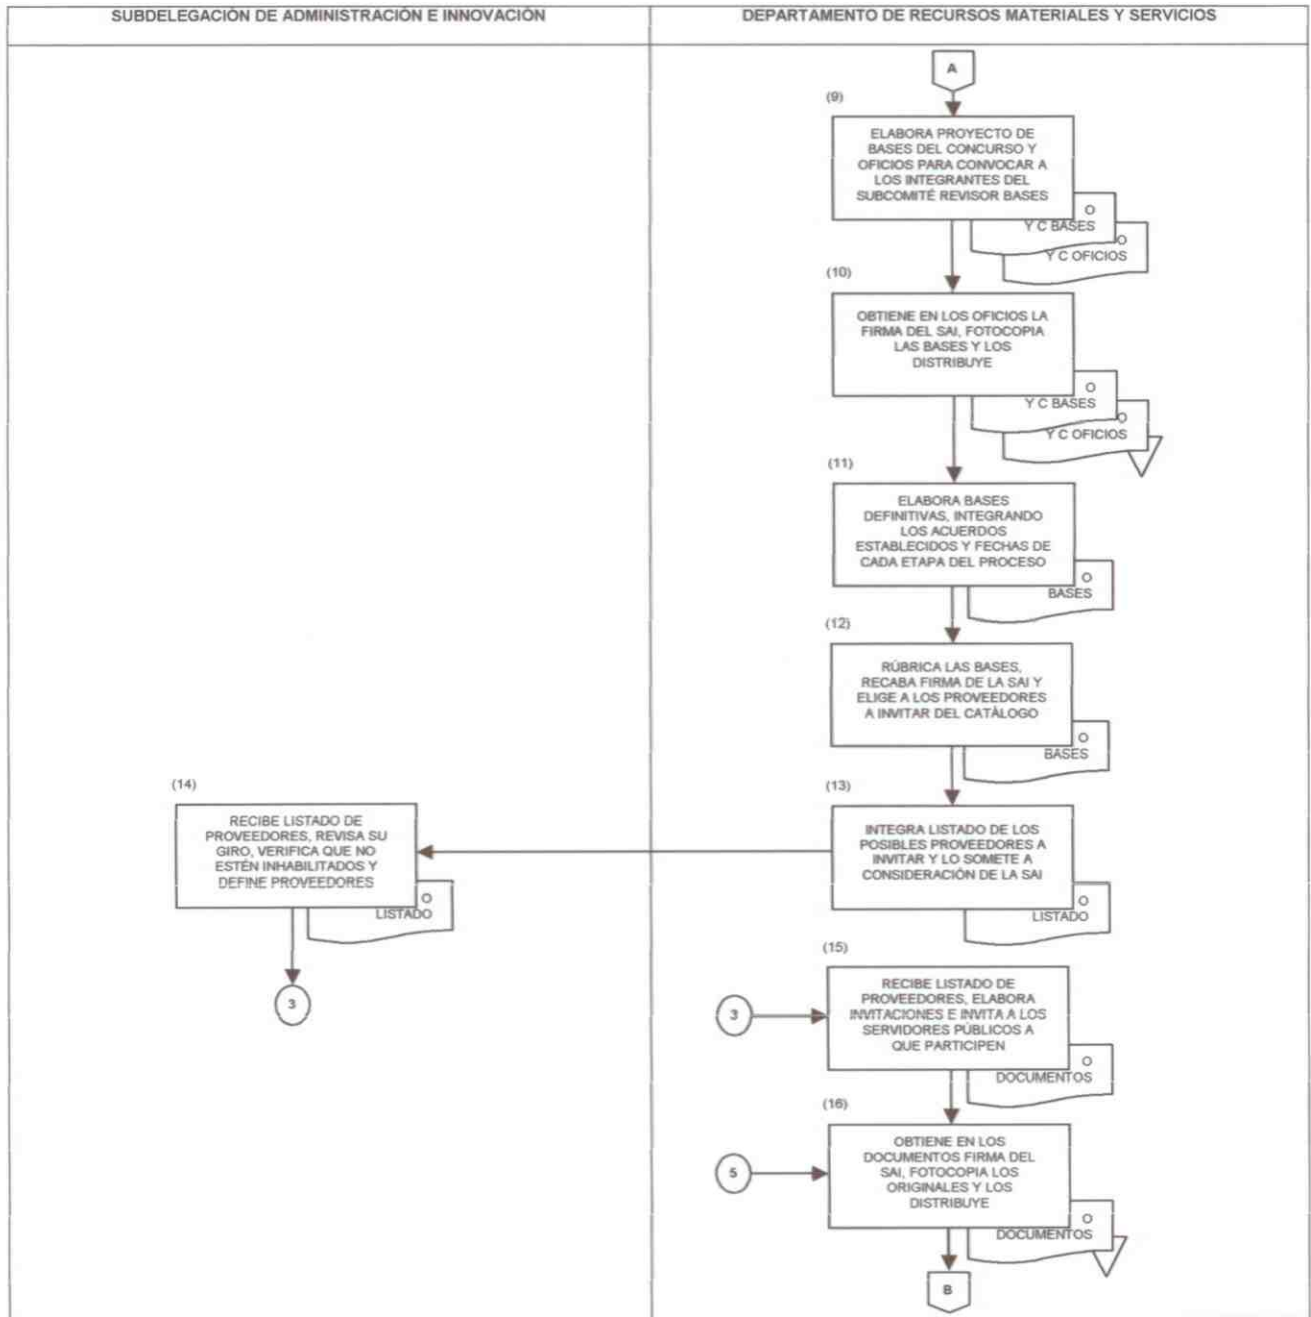 SUBDELEGACIÓN DE ADMINISTRACIÓN E INNOVACIÓN
DEPARTAMENTO DE RECURSOS MATERIALES Y SERVICIOS
A
(9)
ELABORA PROYECTO DE
BASES DEL CONCURSO Y
OFICIOS PARA CONVOCAR A
LOS INTEGRANTES DEL
SUBCOMITÉ REVISOR BASES
O
Y C BASES
O
Y C OFICIOS
(10)
OBTIENE EN LOS OFICIOS LA
FIRMA DEL SAI, FOTOCOPIA
LAS BASES Y LOS
DISTRIBUYE
O
Y C BASES
O
Y C OFICIOS
(11)
ELABORA BASES
DEFINITIVAS, INTEGRANDO
LOS ACUERDOS
ESTABLECIDOS Y FECHAS DE
CADA ETAPA DEL PROCESO
O
BASES
(12)
RÚBRICA LAS BASES,
RECABA FIRMA DE LA SAI Y
ELIGE A LOS PROVEEDORES
A INVITAR DEL CATÀLOGO
O
BASES
(13)
INTEGRA LISTADO DE LOS
POSIBLES PROVEEDORES A
INVITAR Y LO SOMETE A
CONSIDERACIÓN DE LA SAI
O
LISTADO
(14)
RECIBE LISTADO DE
PROVEEDORES, REVISA SU
GIRO, VERIFICA QUE NO
ESTÉN INHABILITADOS Y
DEFINE PROVEEDORES
O
LISTADO
3
(15)
3
RECIBE LISTADO DE
PROVEEDORES, ELABORA
INVITACIONES E INVITA A LOS
SERVIDORES PÚBLICOS A
QUE PARTICIPEN
O
DOCUMENTOS
(16)
5
OBTIENE EN LOS
DOCUMENTOS FIRMA DEL
SAI, FOTOCOPIA LOS
ORIGINALES Y LOS
DISTRIBUYE
O
DOCUMENTOS
B